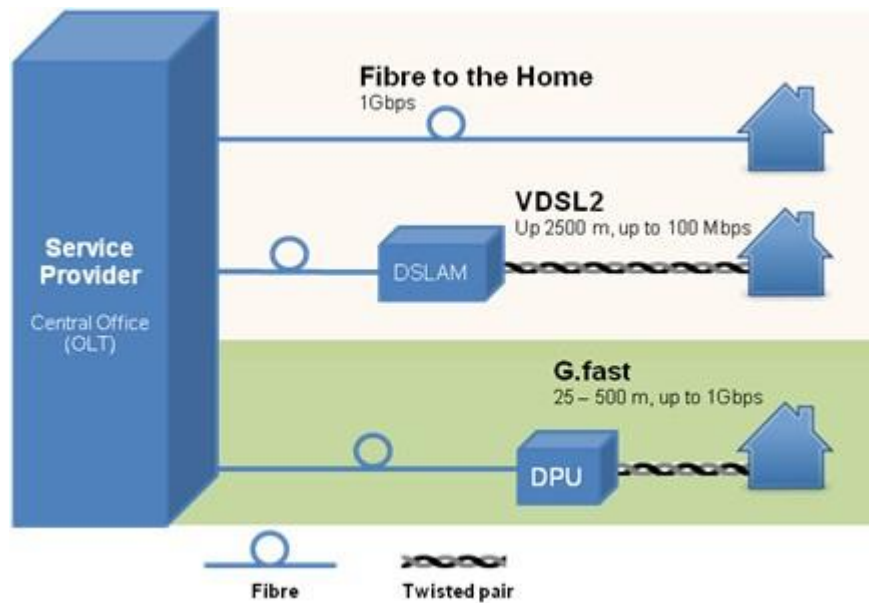 Fibre to the Home
1Gbps
VDSL2
Up 2500 m, up to 100 Mbps
Service
Provider
Central Office
(OLT)
DSLAM
G.fast
25 – 500 m, up to 1Gbps
DPU
Fibre
Twisted pair